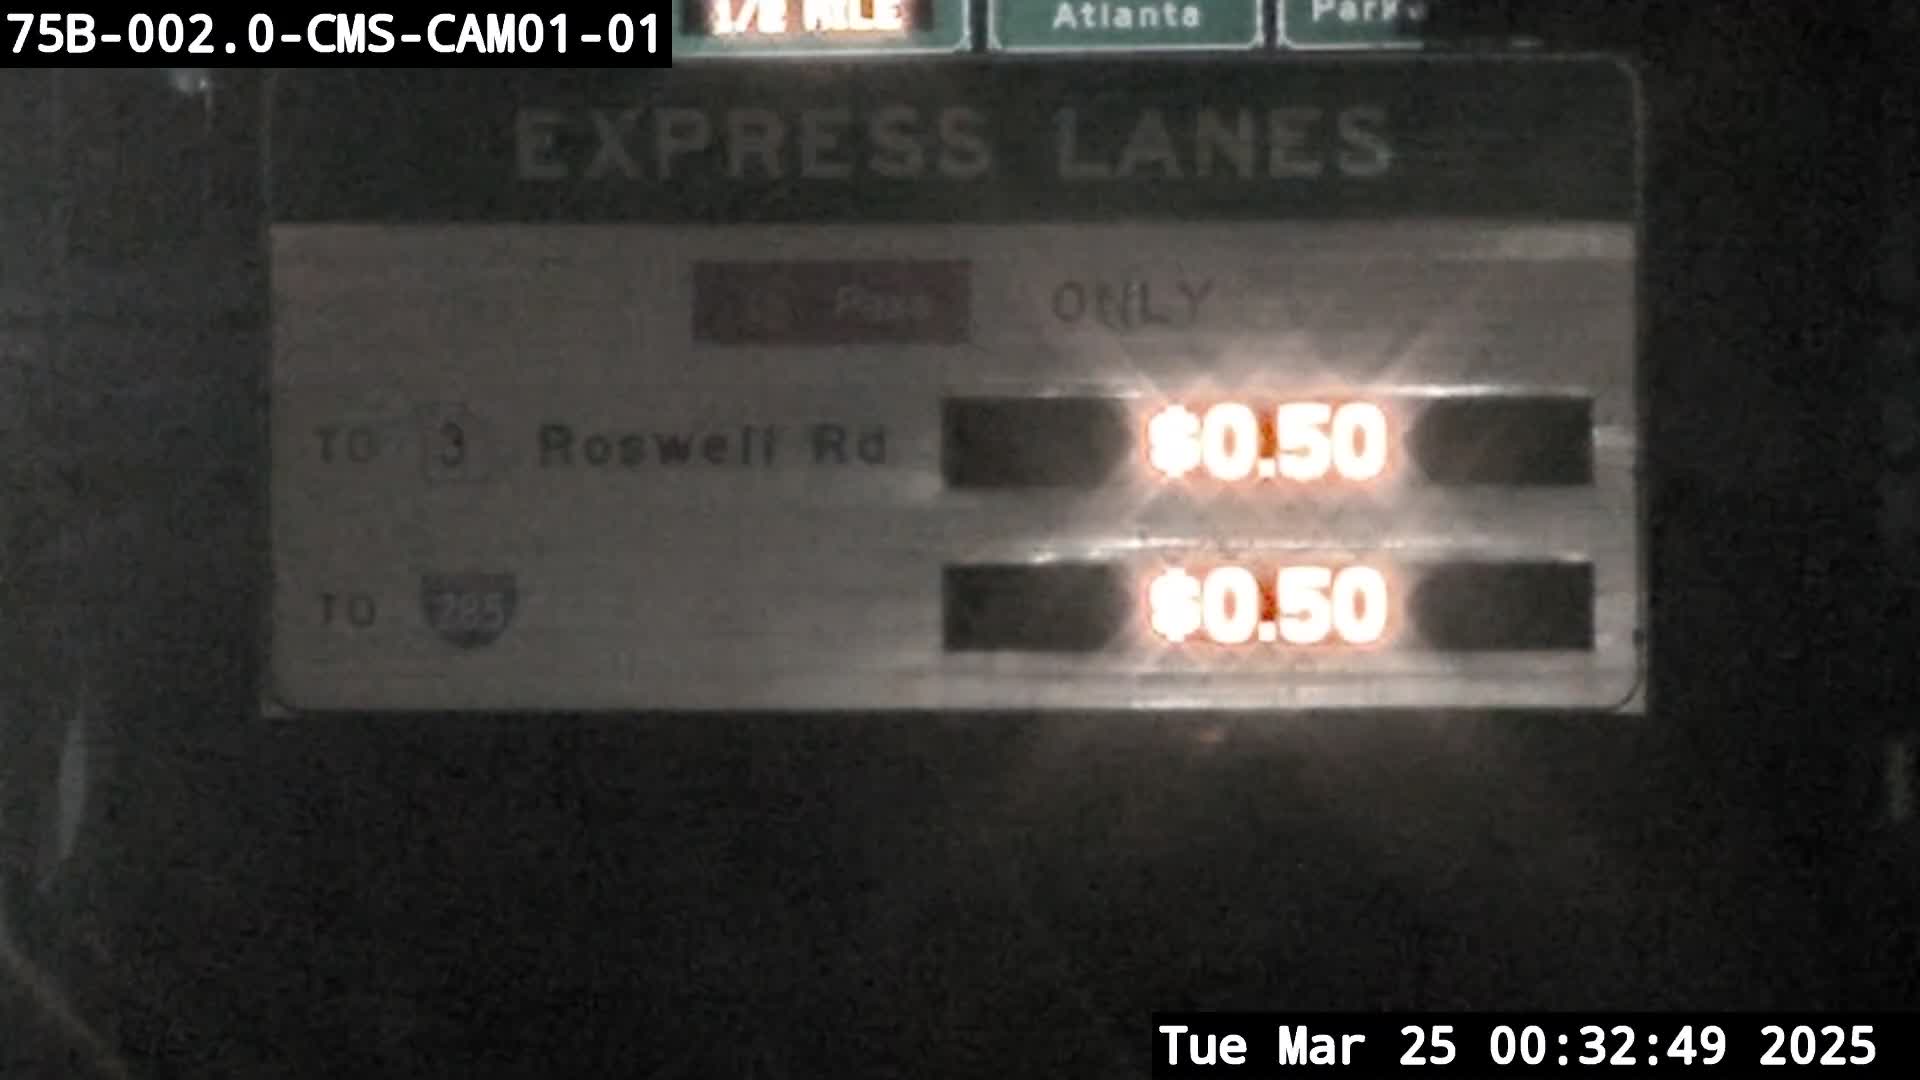 75B-002.0-CMS-CAM01-01
1/2 MILE
Atlanta
EXPRESS LANES
Pass ONLY
TO 3 Roswell Rd $0.50
TO 285 $0.50
Tue Mar 25 00:32:49 2025